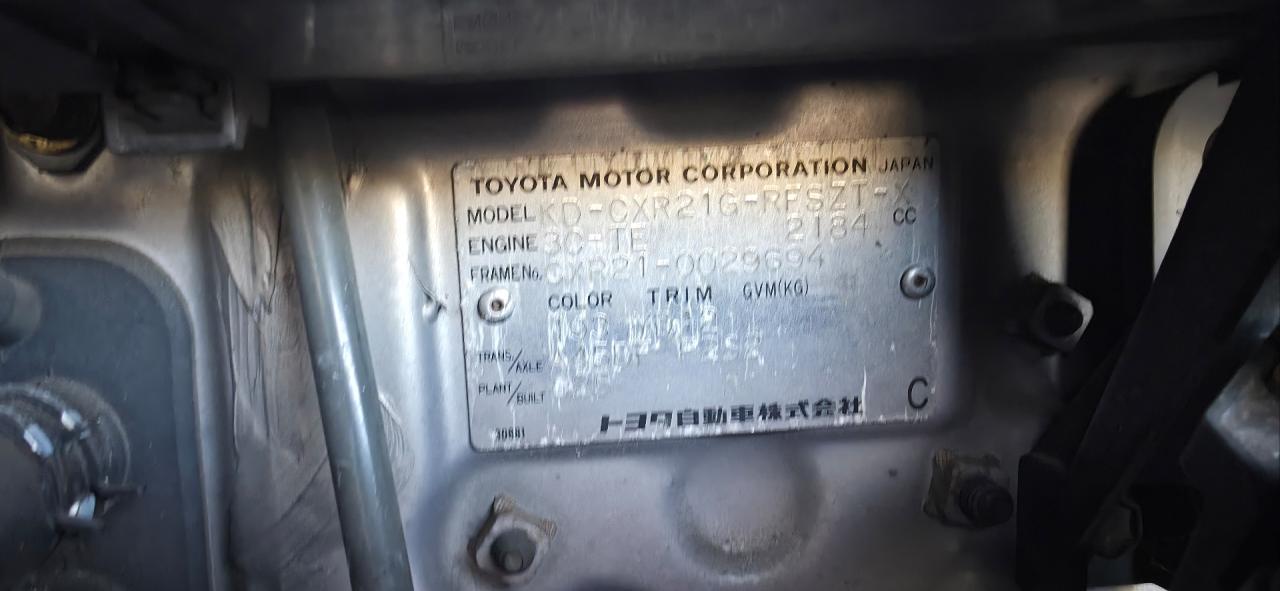 TOYOTA MOTOR CORPORATION JAPAN
MODEL KD-CXR21G-RFSZT-X
ENGINE 3C-TE 2184 CC
FRAME No. CXR21-0029694
COLOR TRIM GVM(KG)
TRANS./AXLE
PLANT/BUILT
トヨタ自動車株式会社 C
30681